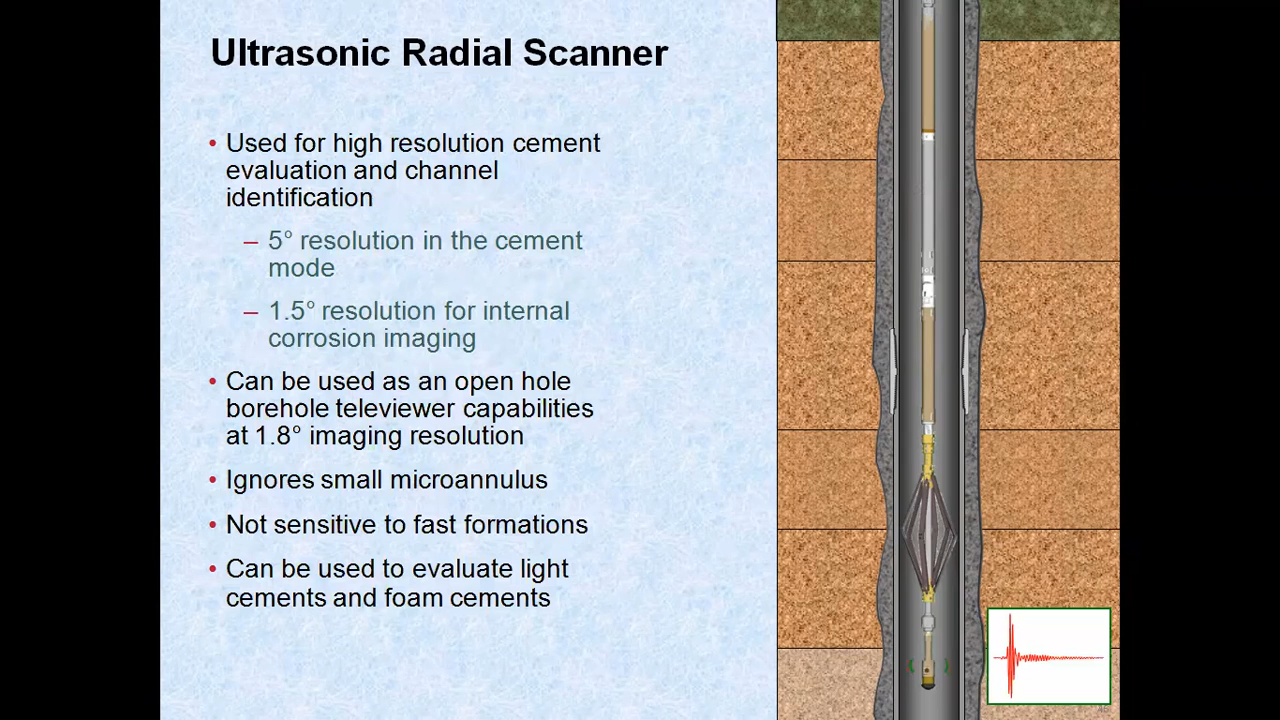 Ultrasonic Radial Scanner
• Used for high resolution cement
evaluation and channel
identification
– 5° resolution in the cement
mode
– 1.5° resolution for internal
corrosion imaging
• Can be used as an open hole
borehole televiewer capabilities
at 1.8° imaging resolution
• Ignores small microannulus
• Not sensitive to fast formations
• Can be used to evaluate light
cements and foam cements